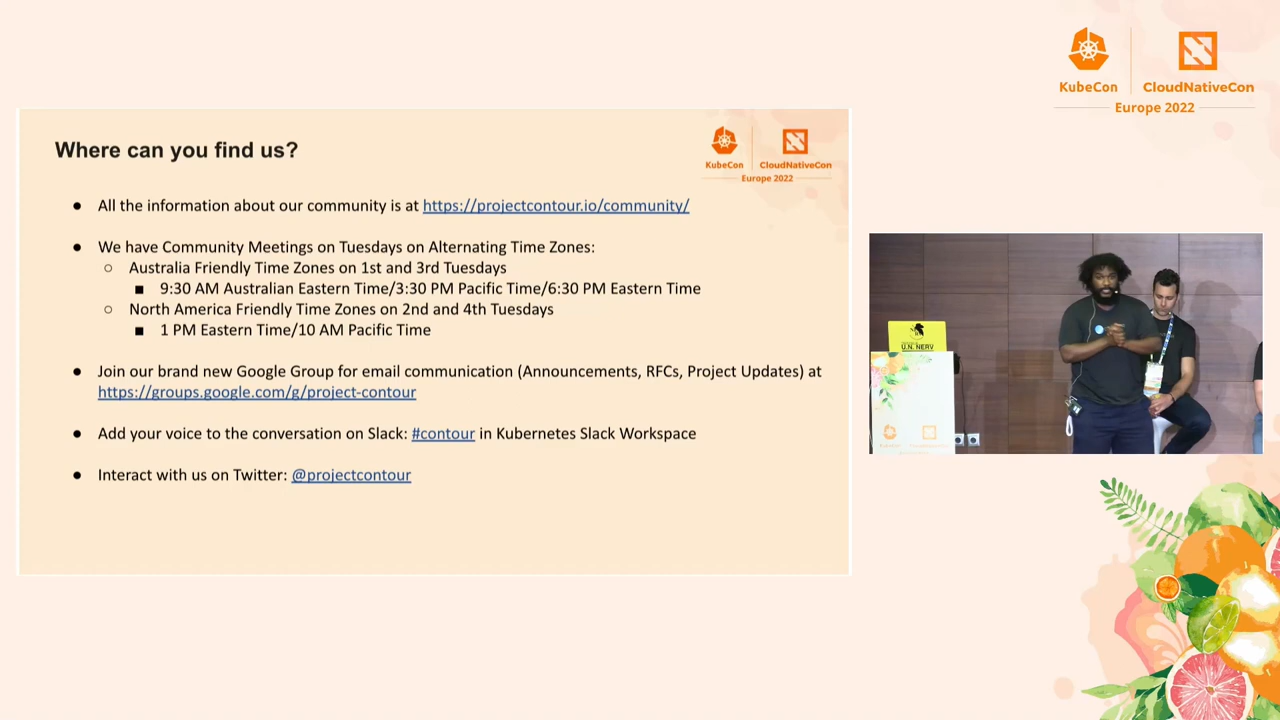 KubeCon
CloudNativeCon
Europe 2022
Where can you find us?
KubeCon
CloudNativeCon
Europe 2022
● All the information about our community is at https://projectcontour.io/community/
● We have Community Meetings on Tuesdays on Alternating Time Zones:
○ Australia Friendly Time Zones on 1st and 3rd Tuesdays
■ 9:30 AM Australian Eastern Time/3:30 PM Pacific Time/6:30 PM Eastern Time
○ North America Friendly Time Zones on 2nd and 4th Tuesdays
■ 1 PM Eastern Time/10 AM Pacific Time
● Join our brand new Google Group for email communication (Announcements, RFCs, Project Updates) at
https://groups.google.com/g/project-contour
● Add your voice to the conversation on Slack: #contour in Kubernetes Slack Workspace
● Interact with us on Twitter: @projectcontour
U.N. NERV